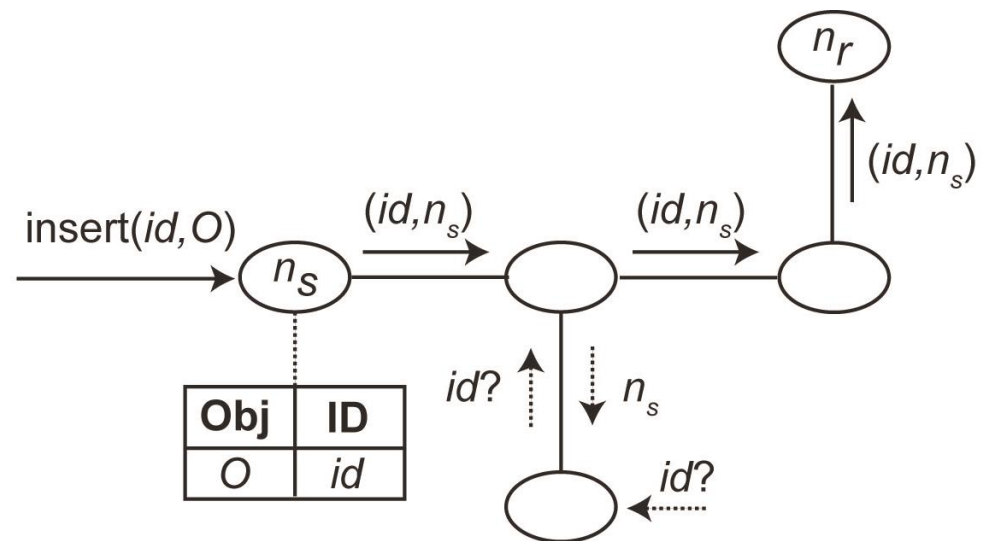 n_r
(id,n_s)
(id,n_s)
(id,n_s)
insert(id,O)
n_s
id?
n_s
Obj ID
O id
id?